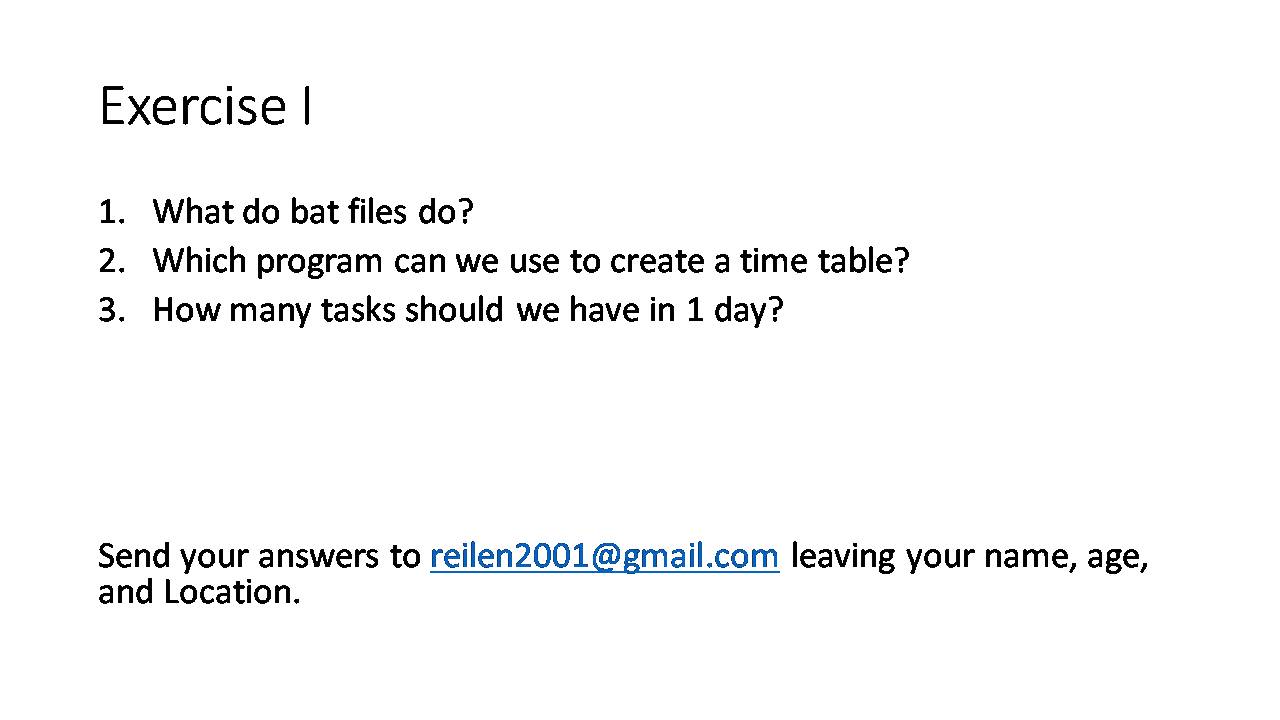 Exercise I
1. What do bat files do?
2. Which program can we use to create a time table?
3. How many tasks should we have in 1 day?
Send your answers to reilen2001@gmail.com leaving your name, age,
and Location.